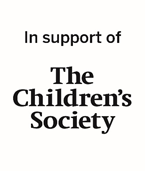 In support of
The
Children's
Society